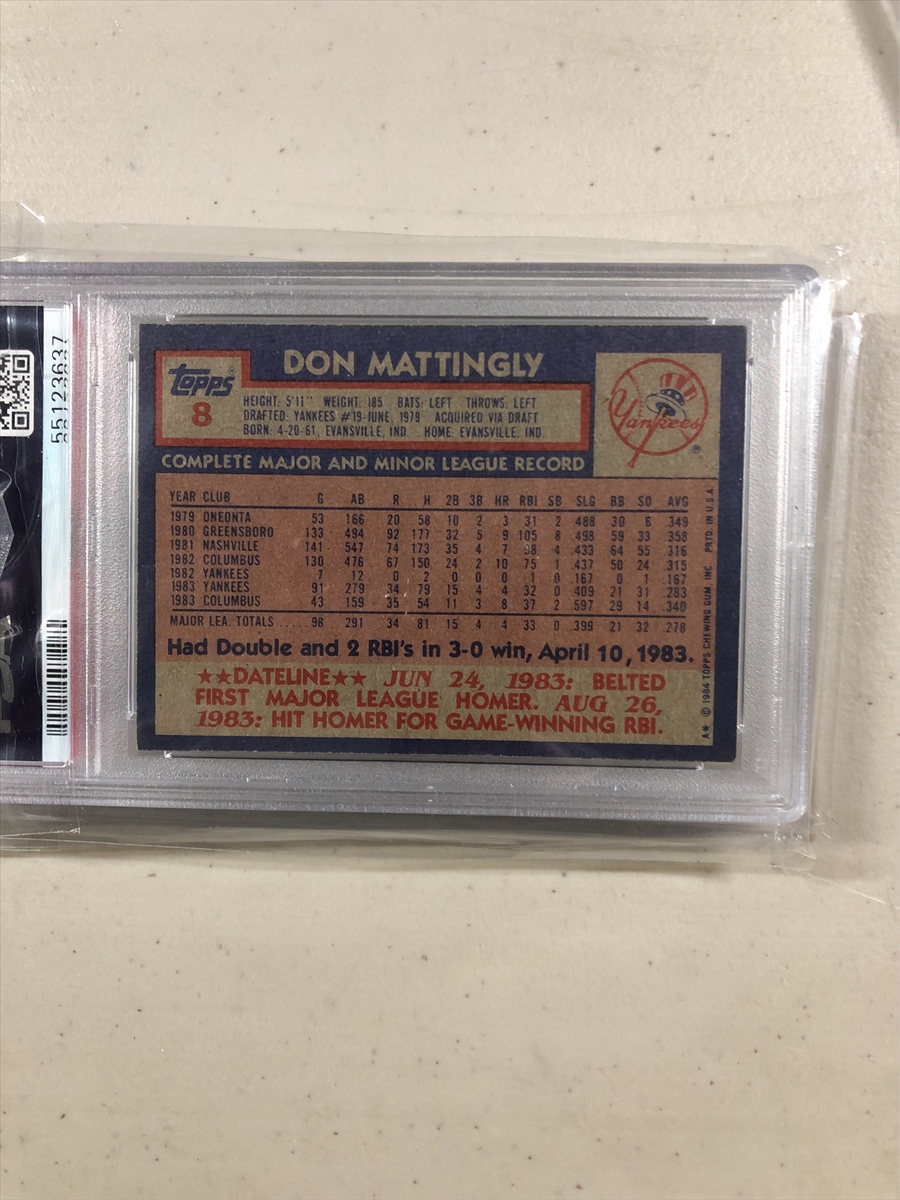 55123637
DON MATTINGLY
Topps
8
HEIGHT: 5'11" WEIGHT: 185 BATS: LEFT THROWS: LEFT
DRAFTED: YANKEES #19-JUNE, 1979 ACQUIRED: VIA DRAFT
BORN: 4-20-61, EVANSVILLE, IND. HOME: EVANSVILLE, IND.
Yankees
COMPLETE MAJOR AND MINOR LEAGUE RECORD
YEAR CLUB G AB R H 2B 3B HR RBI SB SLG BB SO AVG
1979 ONEONTA 53 166 20 58 10 2 3 31 2 .488 30 6 .349
1980 GREENSBORO 133 494 92 177 32 5 9 105 8 .498 59 33 .358
1981 NASHVILLE 141 547 74 173 35 4 7 98 4 .433 64 55 .316
1982 COLUMBUS 130 476 67 150 24 2 10 75 1 .437 50 24 .315
1982 YANKEES 7 12 0 2 0 0 0 1 0 .167 0 1 .167
1983 YANKEES 91 279 34 79 15 4 4 32 0 .409 21 31 .283
1983 COLUMBUS 43 159 35 54 11 3 8 37 2 .597 29 14 .340
MAJOR LEA. TOTALS ..... 98 291 34 81 15 4 4 33 0 .399 21 32 .278
Had Double and 2 RBI's in 3-0 win, April 10, 1983.
★★DATELINE★★ JUN 24, 1983: BELTED
FIRST MAJOR LEAGUE HOMER. AUG 26,
1983: HIT HOMER FOR GAME-WINNING RBI.
A* © 1984 TOPPS CHEWING GUM, INC. PRTD. IN U.S.A.